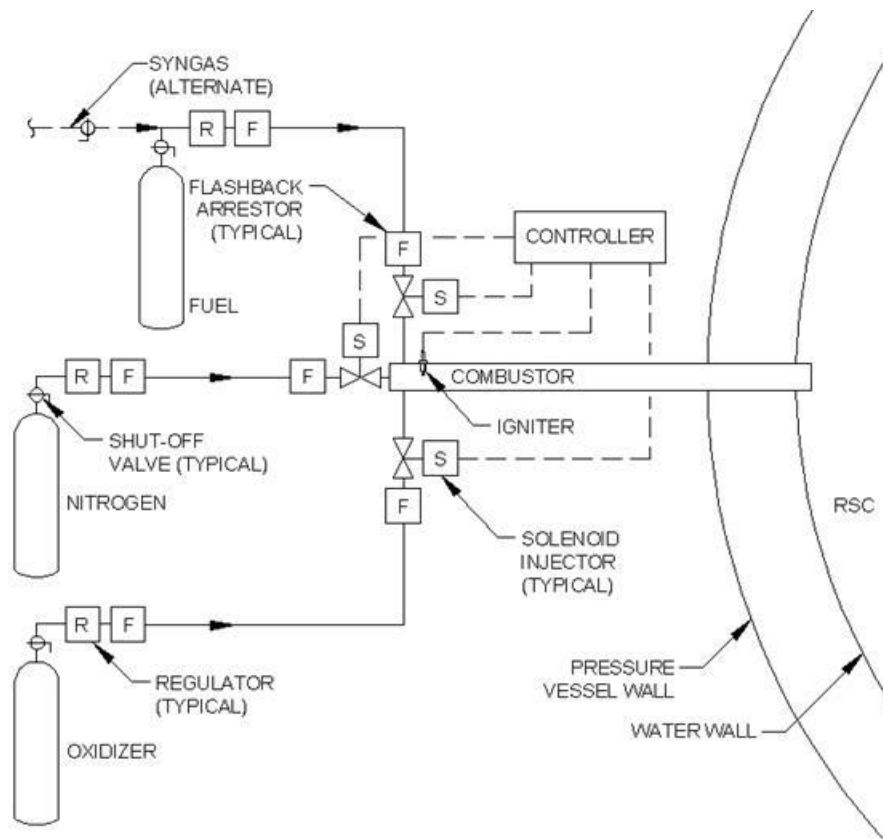 SYNGAS
(ALTERNATE)
R
F
FLASHBACK
ARRESTOR
(TYPICAL)
F
CONTROLLER
S
FUEL
S
R
F
F
COMBUSTOR
IGNITER
SHUT-OFF
VALVE (TYPICAL)
NITROGEN
S
F
RSC
SOLENOID
INJECTOR
(TYPICAL)
R
F
REGULATOR
(TYPICAL)
PRESSURE
VESSEL WALL
WATER WALL
OXIDIZER